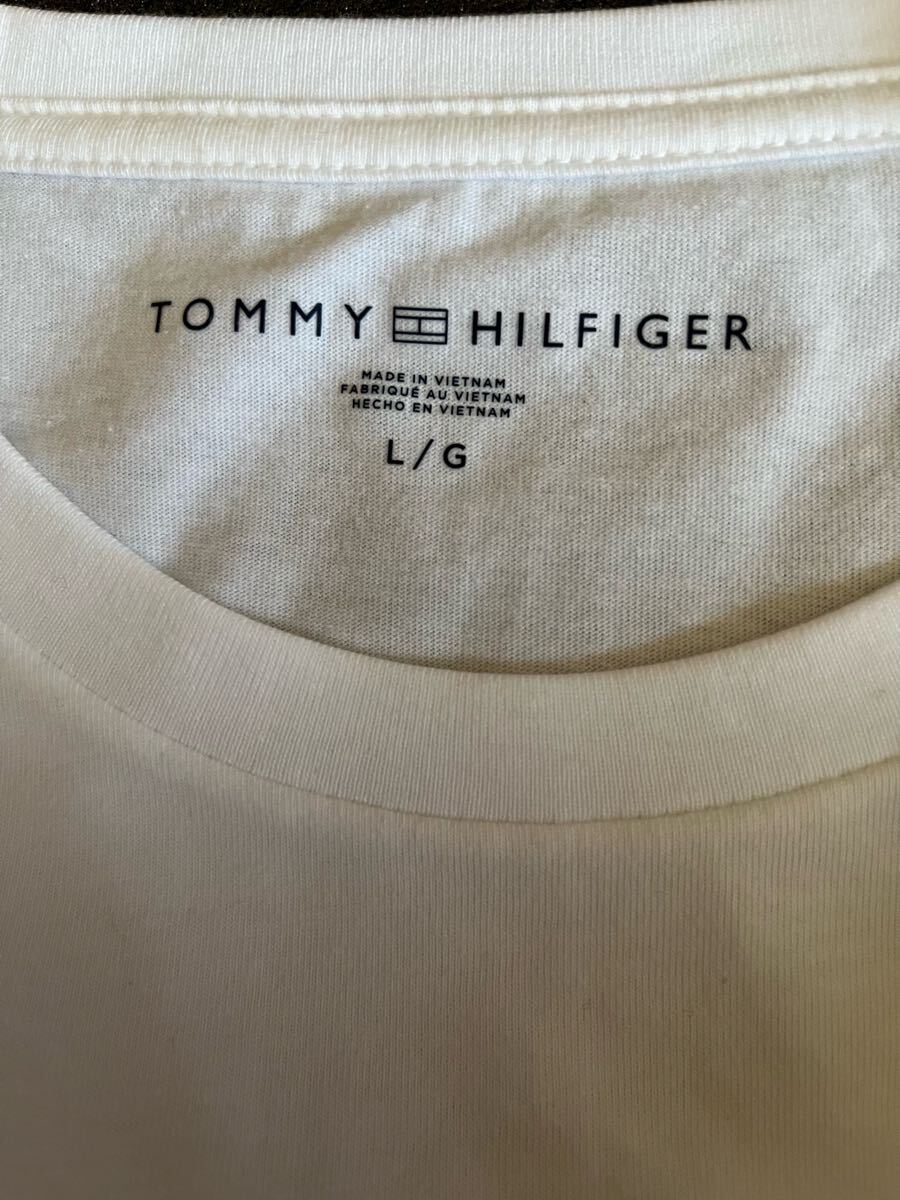 TOMMY HILFIGER
MADE IN VIETNAM
FABRIQUÉ AU VIETNAM
HECHO EN VIETNAM
L/G